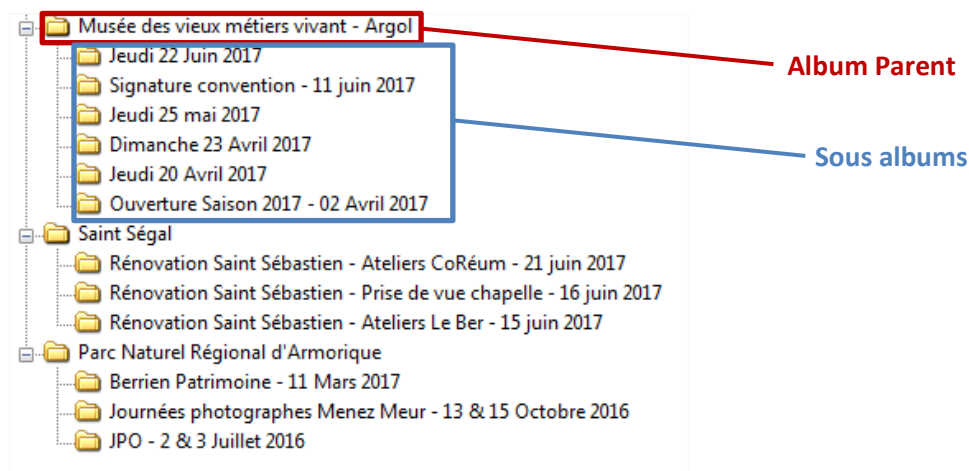 Musée des vieux métiers vivant - Argol
Jeudi 22 Juin 2017
Album Parent
Signature convention - 11 juin 2017
Jeudi 25 mai 2017
Dimanche 23 Avril 2017
Sous albums
Jeudi 20 Avril 2017
Ouverture Saison 2017 - 02 Avril 2017
Saint Ségal
Rénovation Saint Sébastien - Ateliers CoRéum - 21 juin 2017
Rénovation Saint Sébastien - Prise de vue chapelle - 16 juin 2017
Rénovation Saint Sébastien - Ateliers Le Ber - 15 juin 2017
Parc Naturel Régional d'Armorique
Berrien Patrimoine - 11 Mars 2017
Journées photographes Menez Meur - 13 & 15 Octobre 2016
JPO - 2 & 3 Juillet 2016